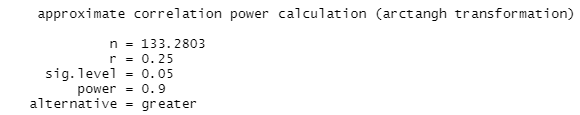 approximate correlation power calculation (arctangh transformation)
n = 133.2803
r = 0.25
sig.level = 0.05
power = 0.9
alternative = greater